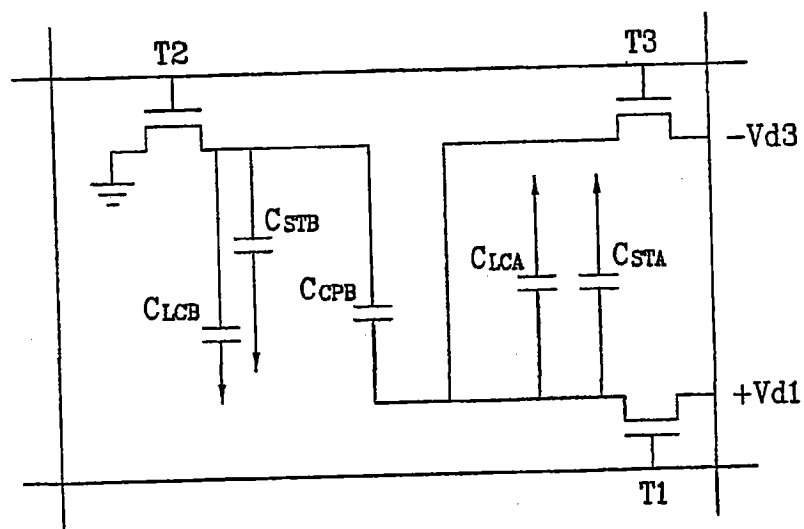 T2
T3
-Vd3
CSTB
CLCA
CSTA
CCPB
CLCB
+Vd1
T1